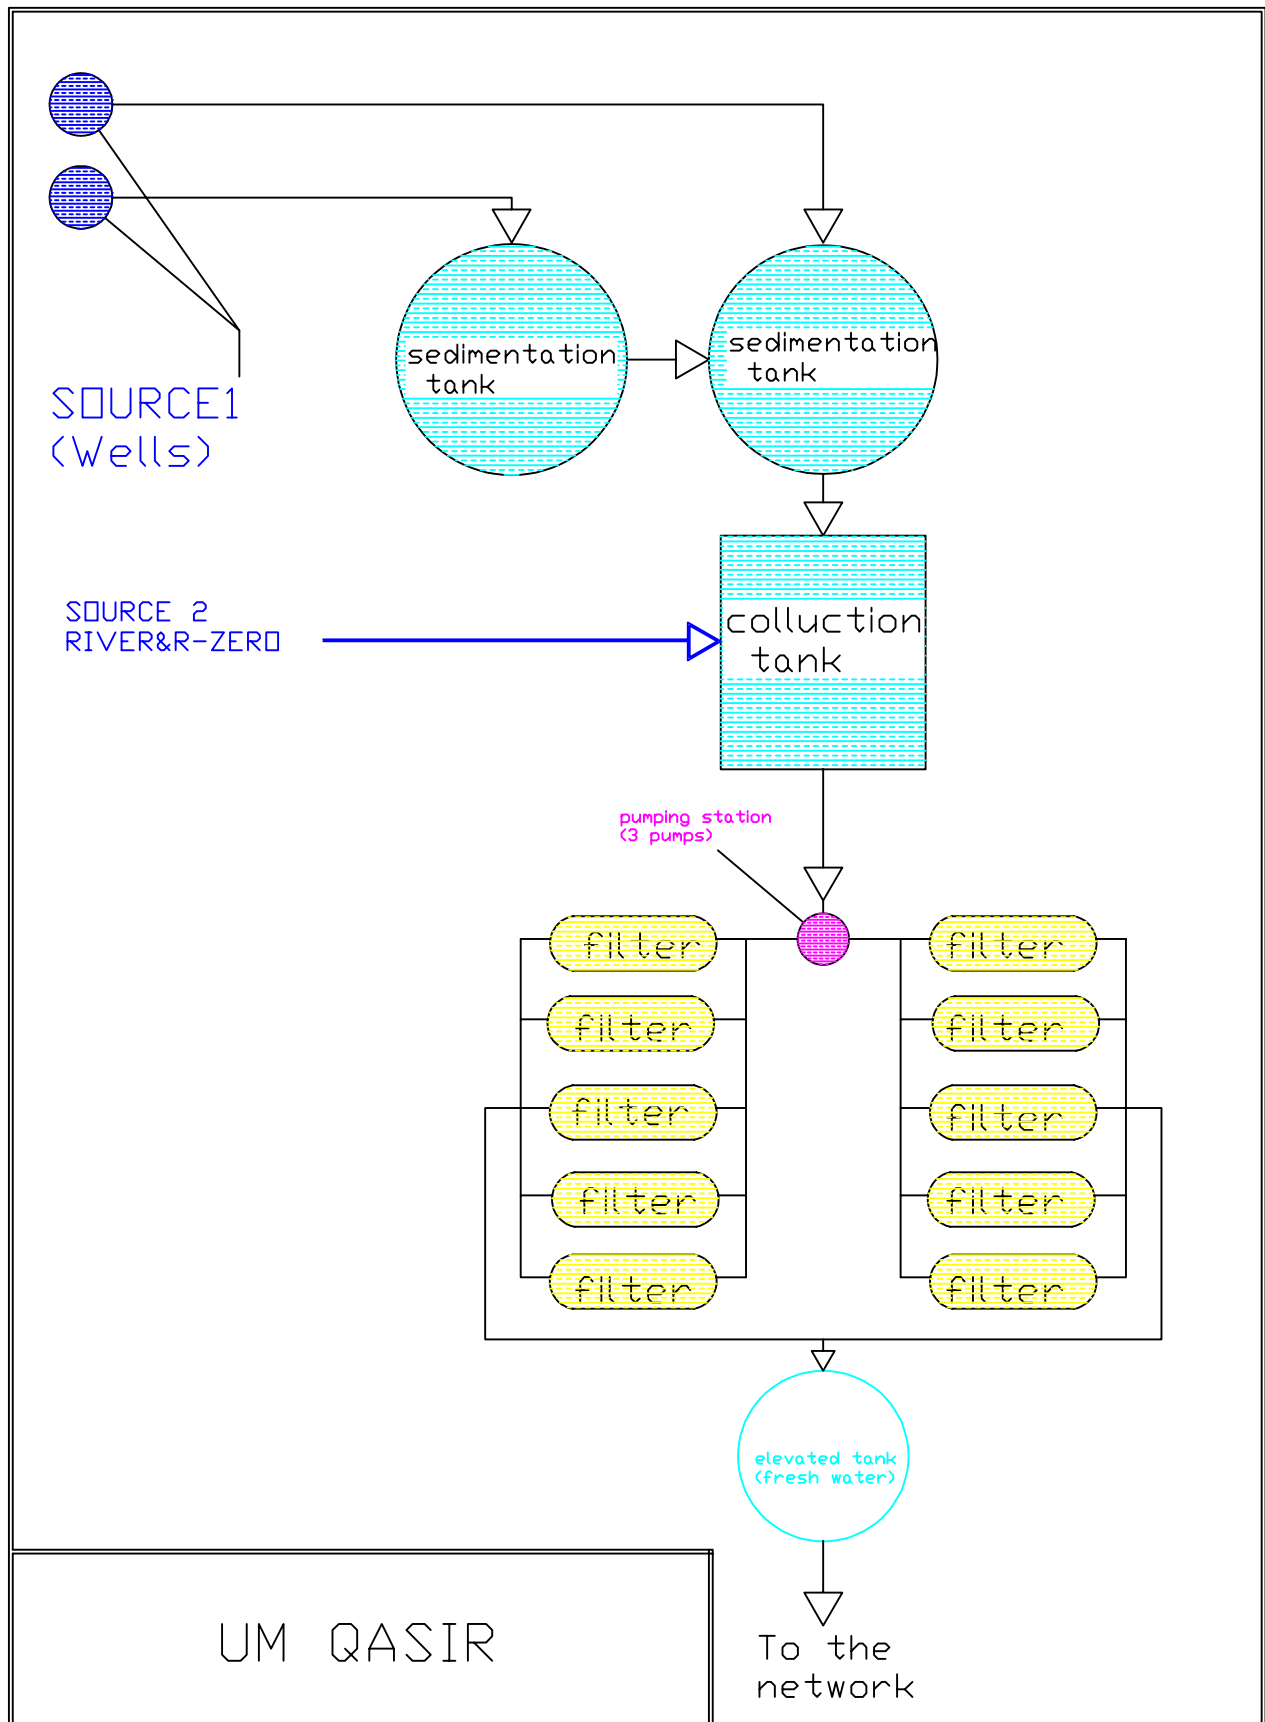 sedimentation
tank
sedimentation
tank
SOURCE1
(Wells)
SOURCE 2
RIVER&R-ZERO
colluction
tank
pumping station
(3 pumps)
filter
filter
filter
filter
filter
filter
filter
filter
filter
filter
elevated tank
(fresh water)
To the
network
UM QASIR